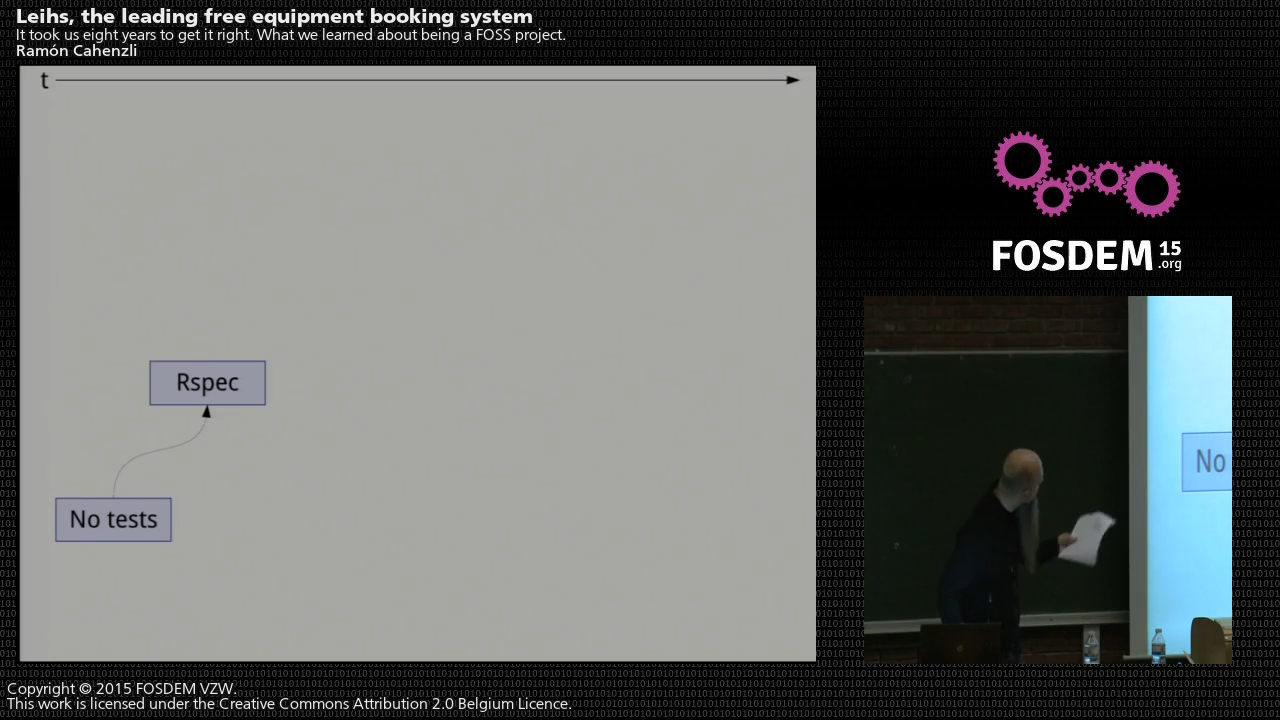 Leihs, the leading free equipment booking system
It took us eight years to get it right. What we learned about being a FOSS project.
Ramón Cahenzli
t
Rspec
No tests
FOSDEM 15
.org
No
Copyright © 2015 FOSDEM VZW.
This work is licensed under the Creative Commons Attribution 2.0 Belgium Licence.